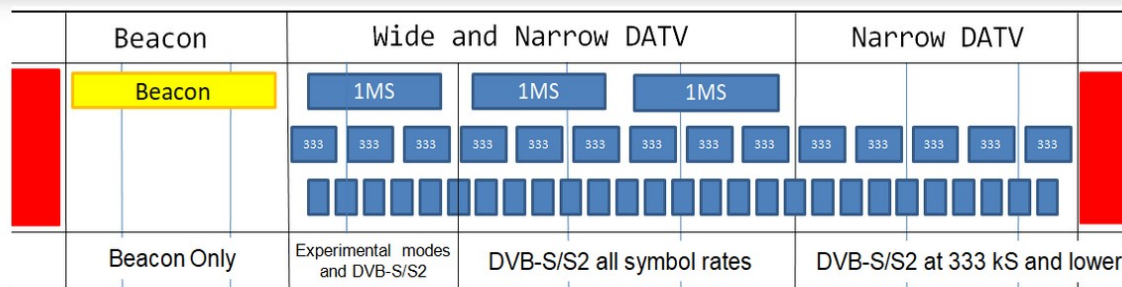 Beacon
Wide and Narrow DATV
Narrow DATV
Beacon
1MS
1MS
1MS
333
333
333
333
333
333
333
333
333
333
333
333
333
333
Beacon Only
Experimental modes
and DVB-S/S2
DVB-S/S2 all symbol rates
DVB-S/S2 at 333 kS and lower